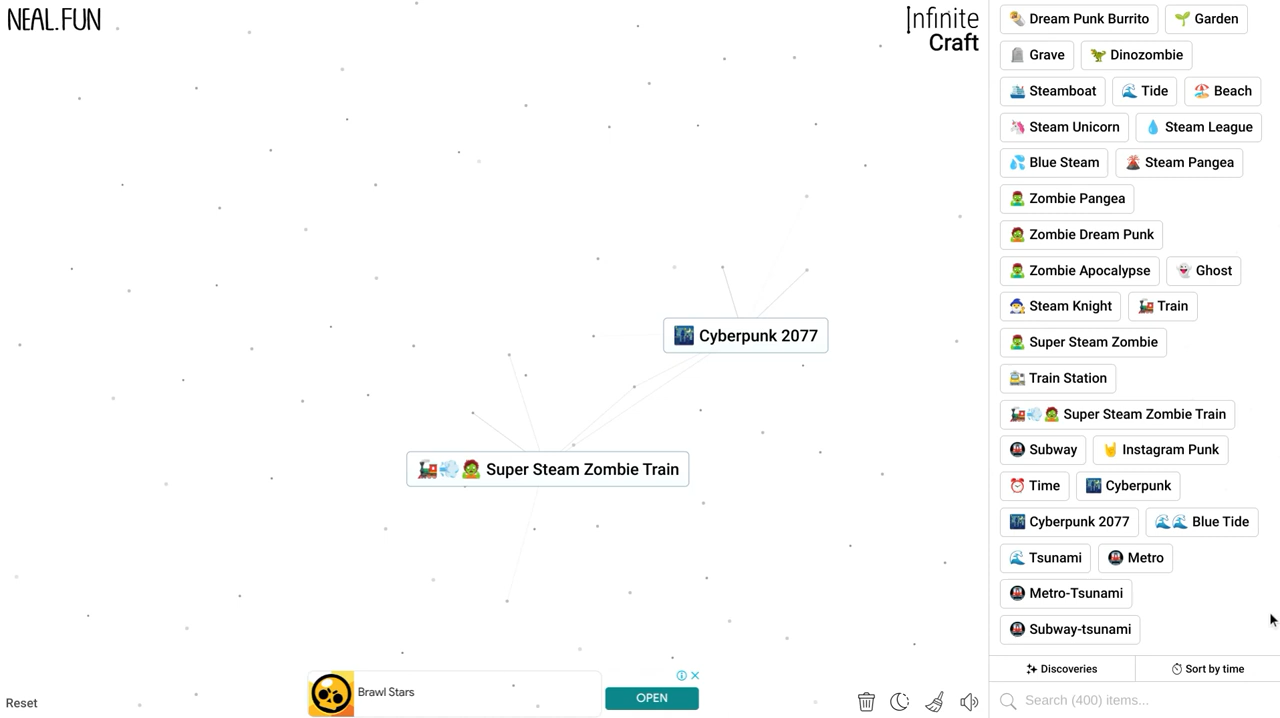 NEAL.FUN
Infinite
Craft
Cyberpunk 2077
Super Steam Zombie Train
Reset
Brawl Stars
OPEN
Dream Punk Burrito
Garden
Grave
Dinozombie
Steamboat
Tide
Beach
Steam Unicorn
Steam League
Blue Steam
Steam Pangea
Zombie Pangea
Zombie Dream Punk
Zombie Apocalypse
Ghost
Steam Knight
Train
Super Steam Zombie
Train Station
Super Steam Zombie Train
Subway
Instagram Punk
Time
Cyberpunk
Cyberpunk 2077
Blue Tide
Tsunami
Metro
Metro-Tsunami
Subway-tsunami
Discoveries
Sort by time
Search (400) items...